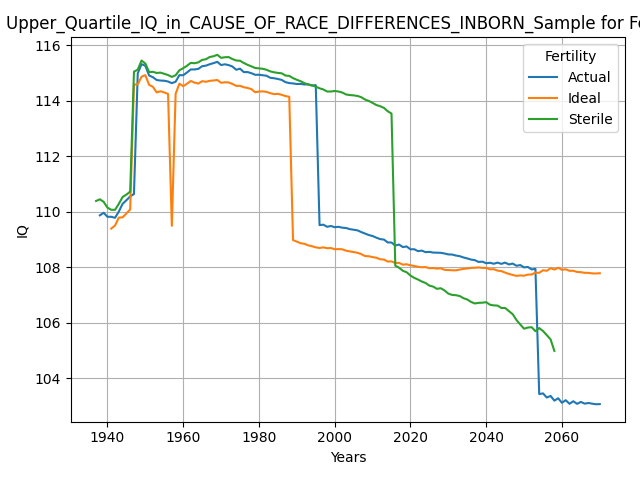 Upper_Quartile_IQ_in_CAUSE_OF_RACE_DIFFERENCES_INBORN_Sample for Fe
116
114
112
110
108
106
104
IQ
1940
1960
1980
2000
2020
2040
2060
Years
Fertility
Actual
Ideal
Sterile